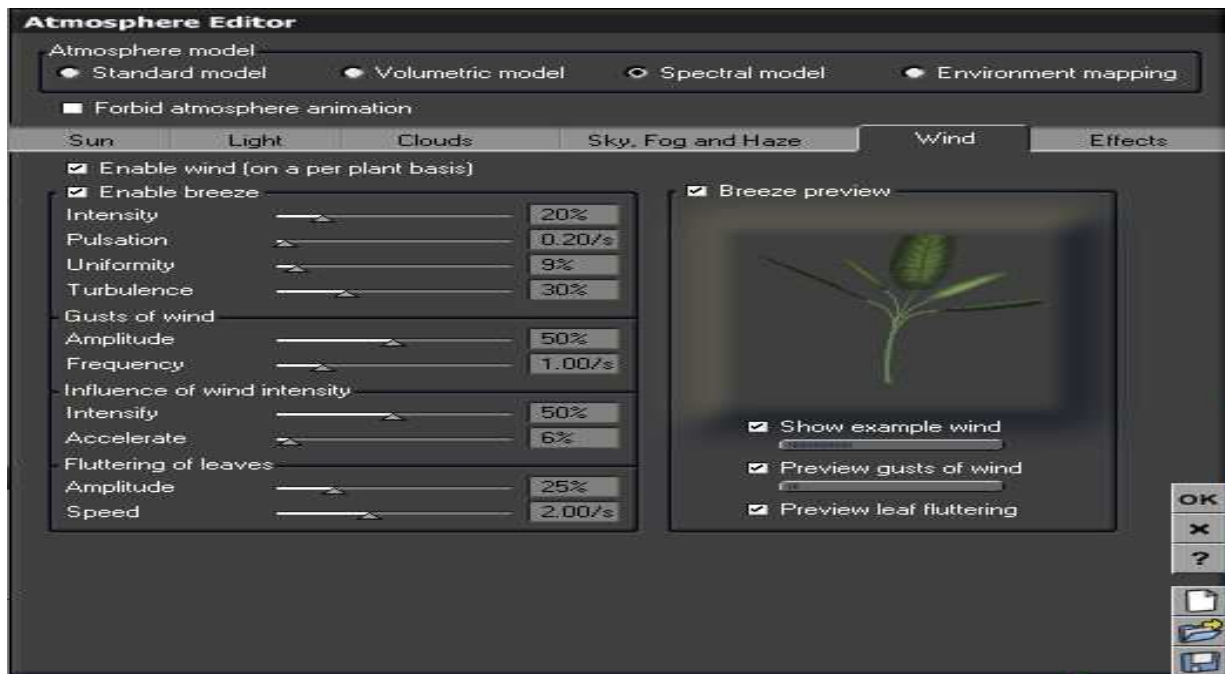 Atmosphere Editor
Atmosphere model
Standard model Volumetric model Spectral model Environment mapping
Forbid atmosphere animation
Sun Light Clouds Sky, Fog and Haze Wind Effects
Enable wind (on a per plant basis)
Enable breeze
Intensity 20%
Pulsation 0.20/s
Uniformity 9%
Turbulence 30%
Gusts of wind
Amplitude 50%
Frequency 1.00/s
Influence of wind intensity
Intensify 50%
Accelerate 6%
Fluttering of leaves
Amplitude 25%
Speed 2.00/s
Breeze preview
Show example wind
Preview gusts of wind
Preview leaf fluttering
OK
?